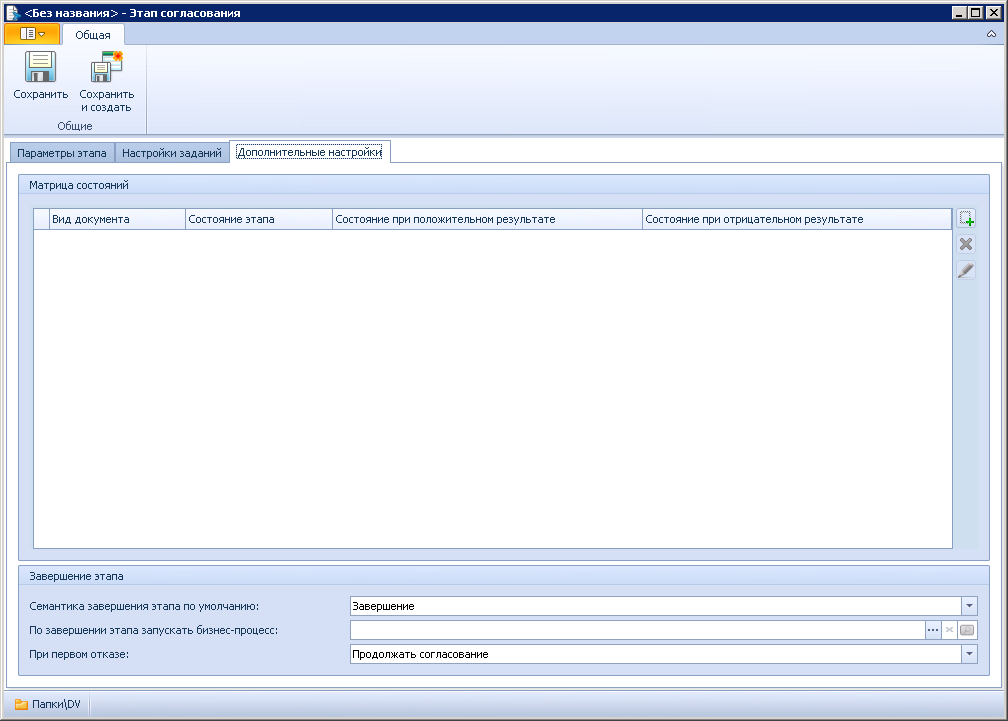 <Без названия> - Этап согласования
Общая
Сохранить
Сохранить
и создать
Общие
Параметры этапа
Настройки заданий
Дополнительные настройки
Матрица состояний
Вид документа
Состояние этапа
Состояние при положительном результате
Состояние при отрицательном результате
Завершение этапа
Семантика завершения этапа по умолчанию:
Завершение
По завершении этапа запускать бизнес-процесс:
При первом отказе:
Продолжать согласование
Папки\DV